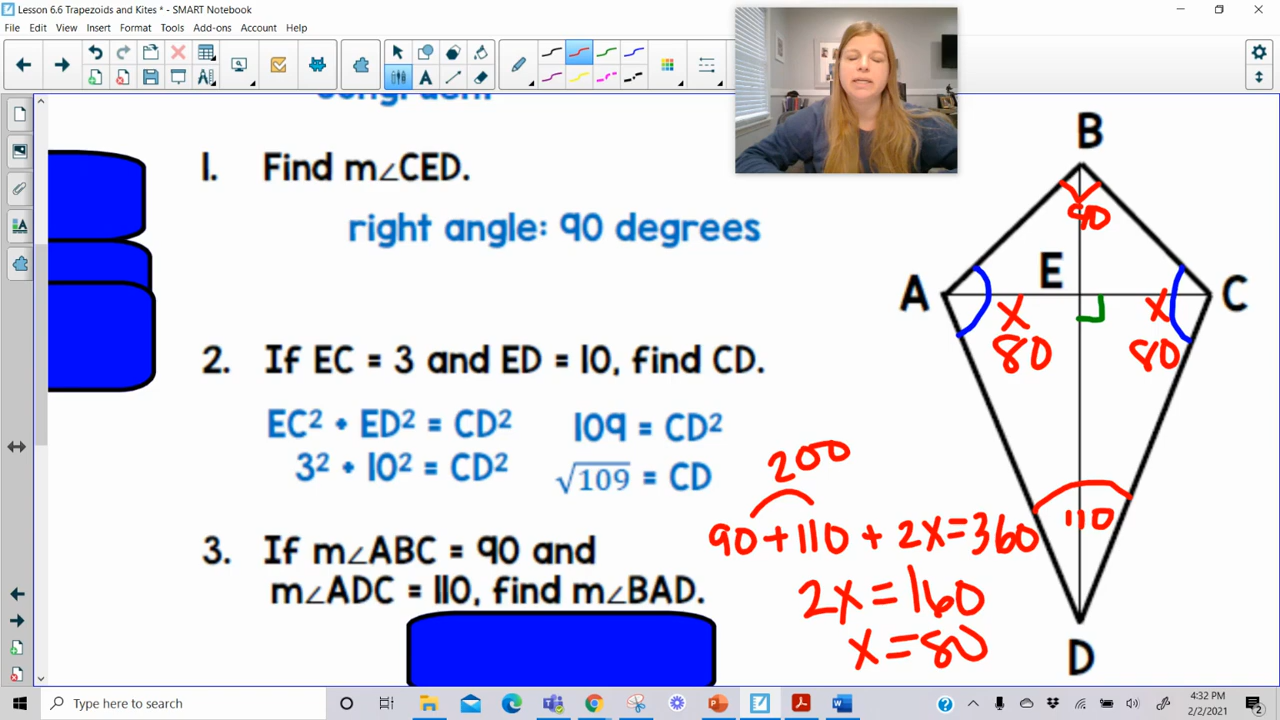 Lesson 6.6 Trapezoids and Kites * - SMART Notebook
File Edit View Insert Format Tools Add-ons Account Help
congruent
1. Find m∠CED.
right angle: 90 degrees
2. If EC = 3 and ED = 10, find CD.
EC² + ED² = CD² 109 = CD²
3² + 10² = CD² √109 = CD
3. If m∠ABC = 90 and
m∠ADC = 110, find m∠BAD.
200
90+110+2x=360
2x=160
x=80
B
90
A E C
x x
80 80
110
D
Type here to search
4:32 PM
2/2/2021
2